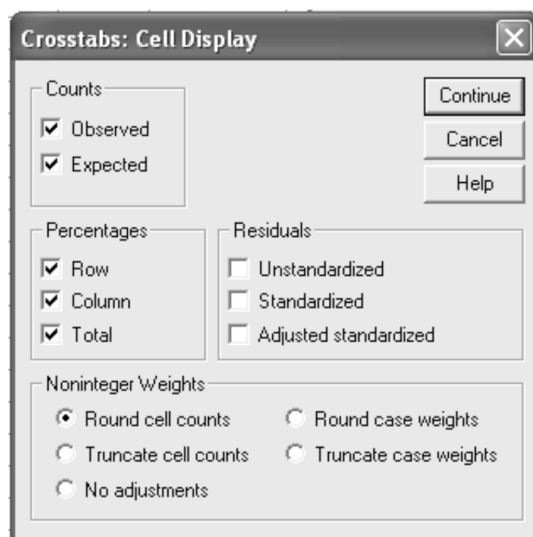 Crosstabs: Cell Display
Counts
Observed
Expected
Continue
Cancel
Help
Percentages
Row
Column
Total
Residuals
Unstandardized
Standardized
Adjusted standardized
Noninteger Weights
Round cell counts
Round case weights
Truncate cell counts
Truncate case weights
No adjustments